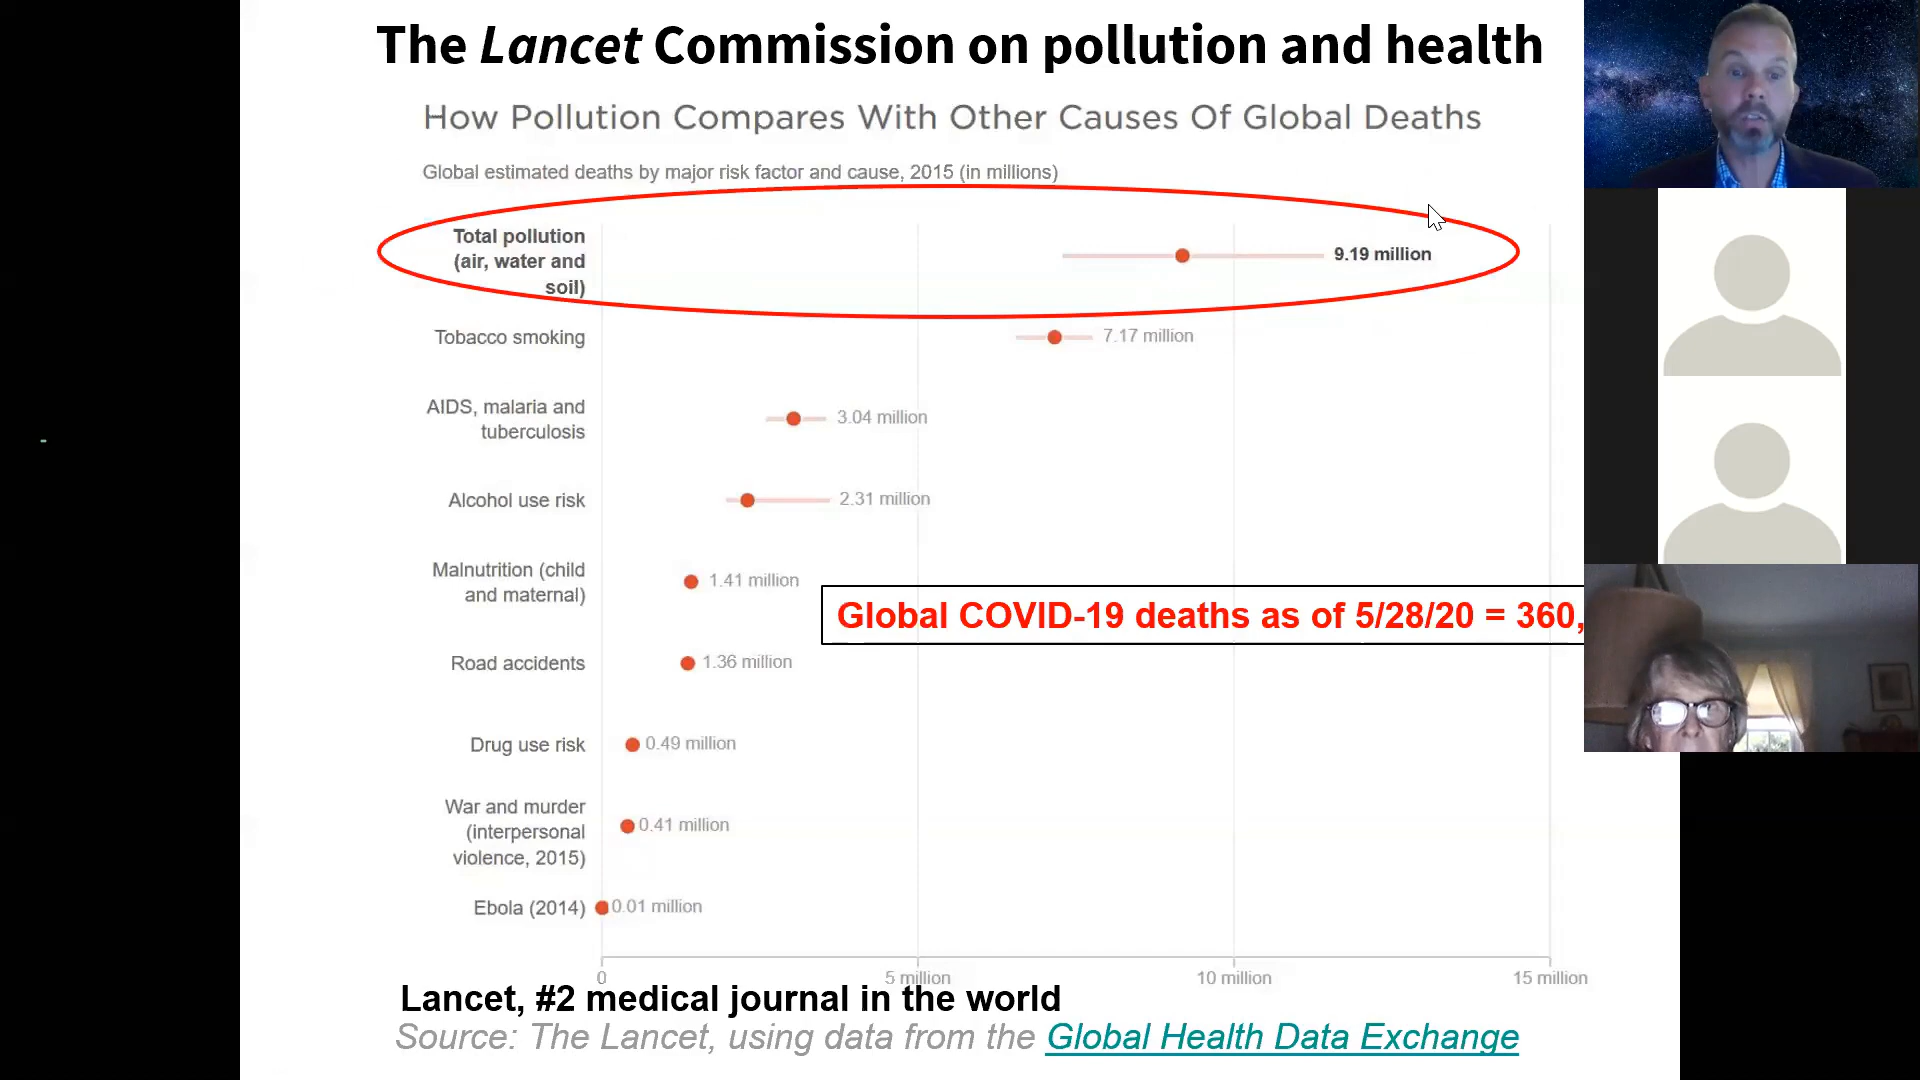 The Lancet Commission on pollution and health
How Pollution Compares With Other Causes Of Global Deaths
Global estimated deaths by major risk factor and cause, 2015 (in millions)
Total pollution
(air, water and
soil)
9.19 million
Tobacco smoking
7.17 million
AIDS, malaria and
tuberculosis
3.04 million
Alcohol use risk
2.31 million
Malnutrition (child
and maternal)
1.41 million
Global COVID-19 deaths as of 5/28/20 = 360,
Road accidents
1.36 million
Drug use risk
0.49 million
War and murder
(interpersonal
violence, 2015)
0.41 million
Ebola (2014)
0.01 million
0
5 million
10 million
15 million
Lancet, #2 medical journal in the world
Source: The Lancet, using data from the Global Health Data Exchange